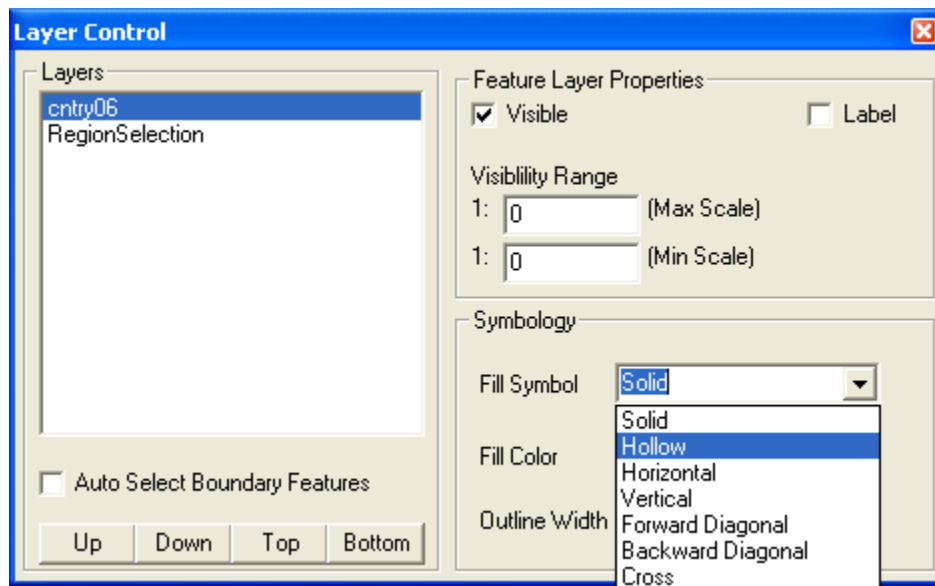 Layer Control
Layers
cntry06
RegionSelection
Auto Select Boundary Features
Up Down Top Bottom
Feature Layer Properties
Visible Label
Visiblility Range
1: 0 (Max Scale)
1: 0 (Min Scale)
Symbology
Fill Symbol Solid
Solid
Hollow
Fill Color
Horizontal
Vertical
Outline Width
Forward Diagonal
Backward Diagonal
Cross